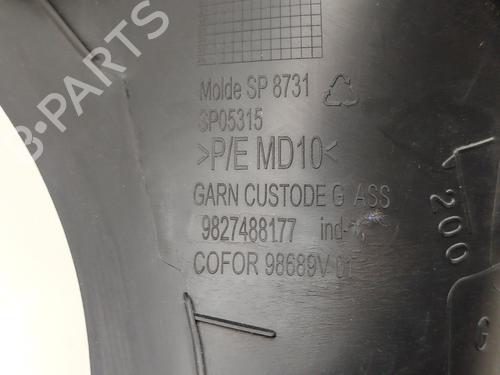 Molde SP 8731
SP05315
>P/E MD10<
GARN CUSTODE G ASS
9827488177 ind-
COFOR 98689V 01
200
G
B-PARTS